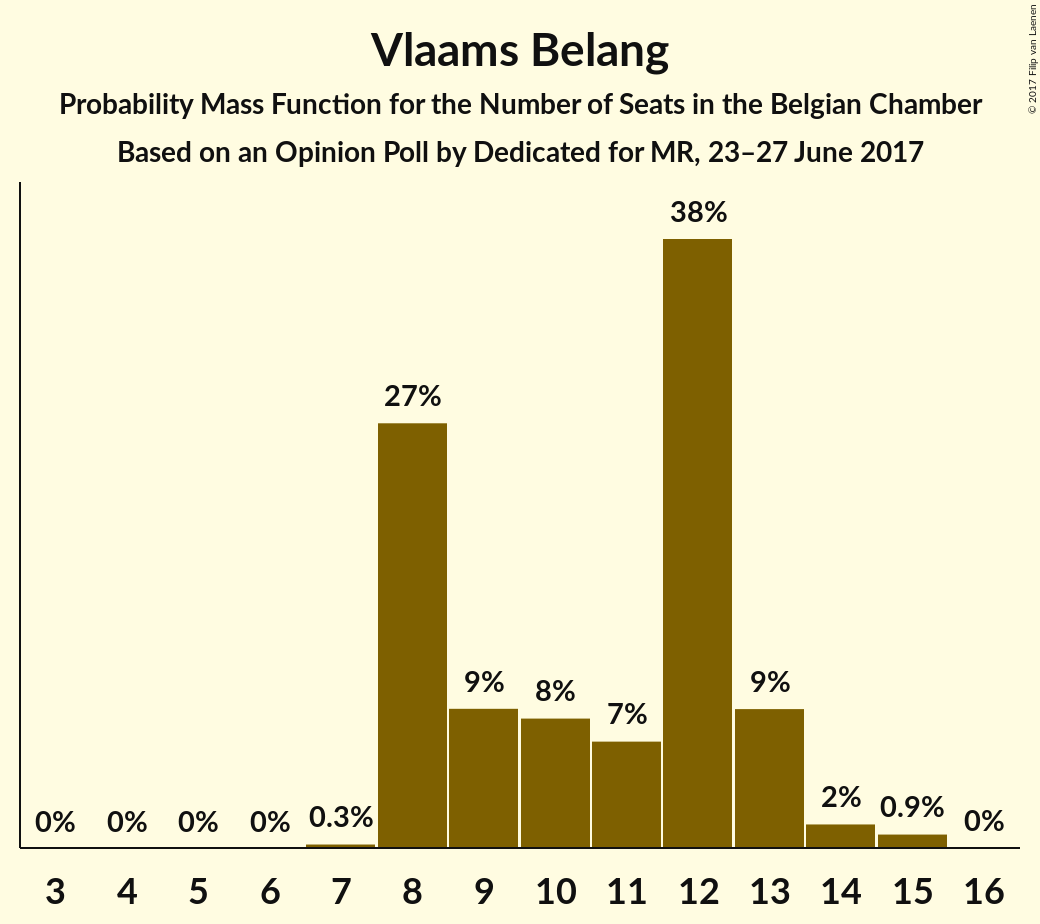 Vlaams Belang
Probability Mass Function for the Number of Seats in the Belgian Chamber
Based on an Opinion Poll by Dedicated for MR, 23–27 June 2017
© 2017 Filip van Laenen
0% 0% 0% 0% 0.3% 27% 9% 8% 7% 38% 9% 2% 0.9% 0%
3 4 5 6 7 8 9 10 11 12 13 14 15 16